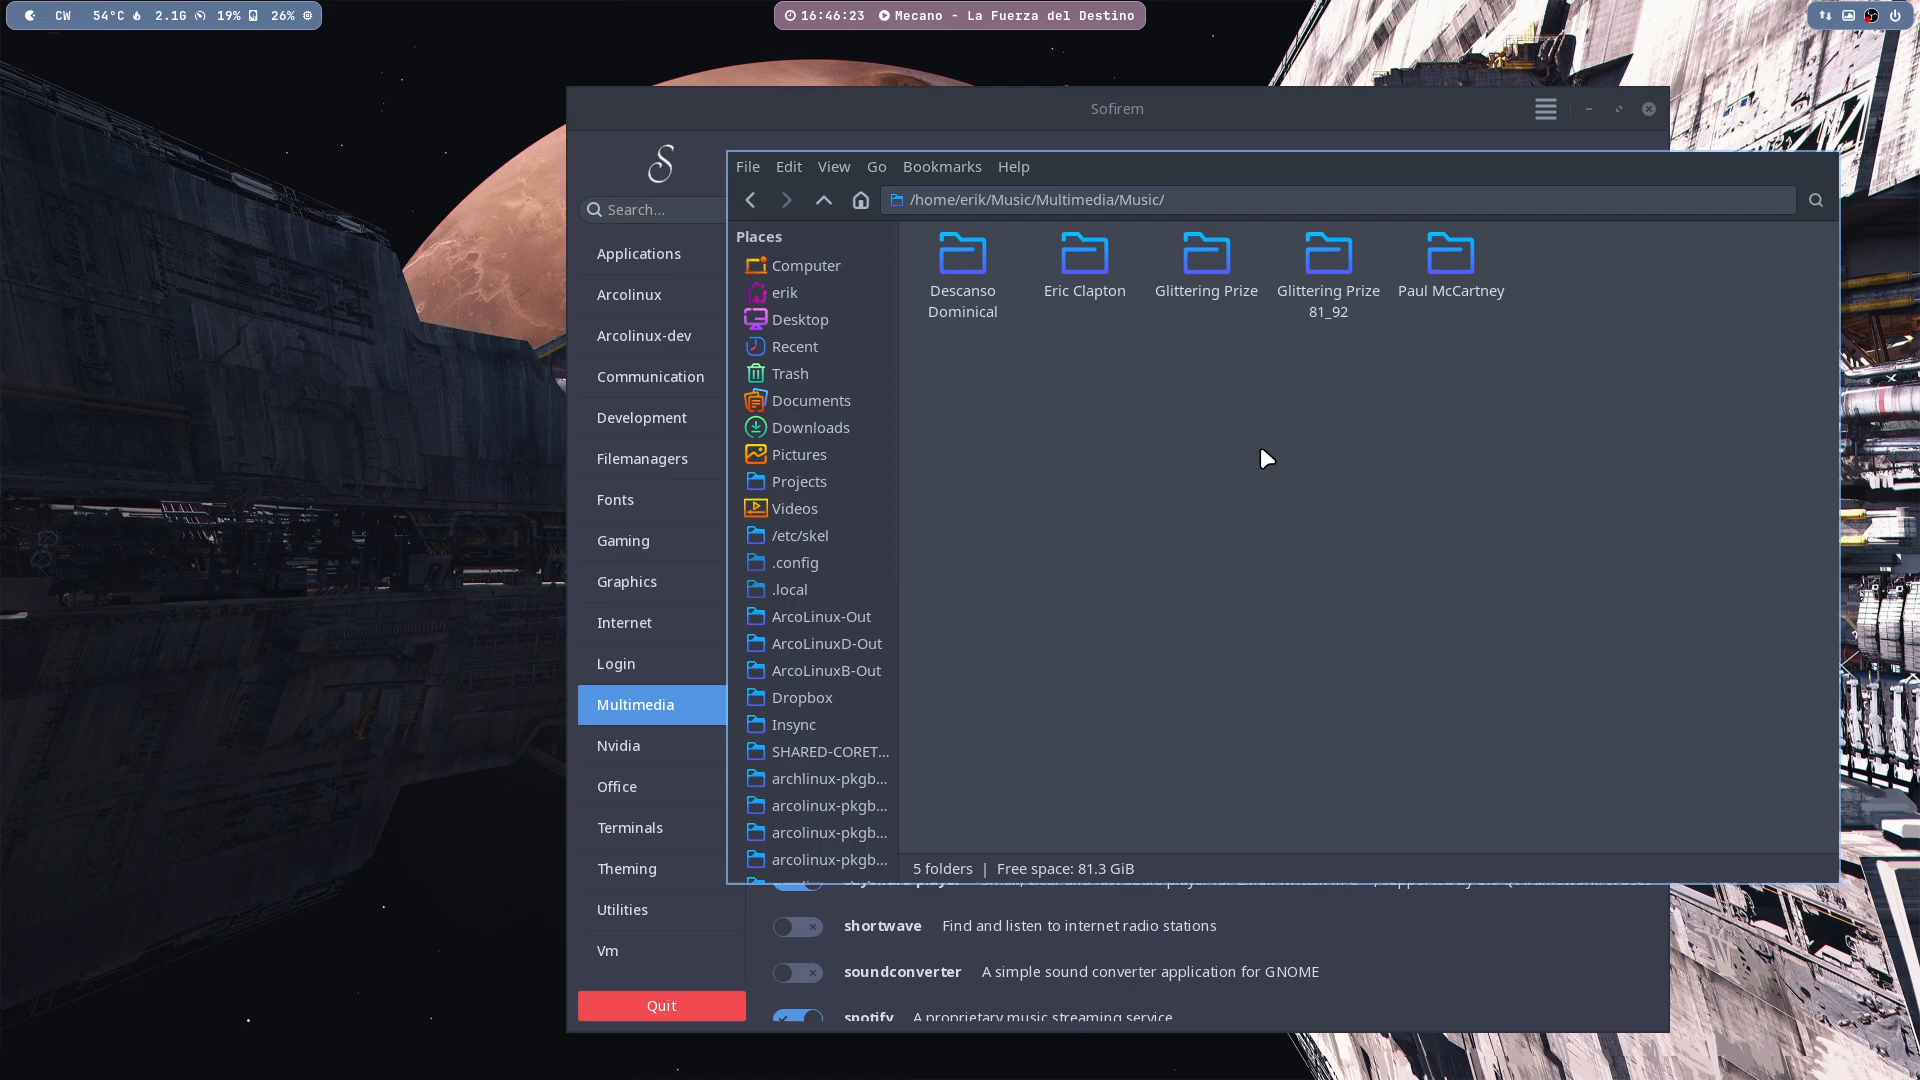 CW 54°C 2.1G 19% 26%
16:46:23 Mecano - La Fuerza del Destino
Sofirem
S
Search...
Applications
Arcolinux
Arcolinux-dev
Communication
Development
Filemanagers
Fonts
Gaming
Graphics
Internet
Login
Multimedia
Nvidia
Office
Terminals
Theming
Utilities
Vm
Quit
File Edit View Go Bookmarks Help
/home/erik/Music/Multimedia/Music/
Places
Computer
erik
Desktop
Recent
Trash
Documents
Downloads
Pictures
Projects
Videos
/etc/skel
.config
.local
ArcoLinux-Out
ArcoLinuxD-Out
ArcoLinuxB-Out
Dropbox
Insync
SHARED-CORET...
archlinux-pkgb...
arcolinux-pkgb...
arcolinux-pkgb...
arcolinux-pkgb...
Descanso
Dominical
Eric Clapton
Glittering Prize
Glittering Prize
81_92
Paul McCartney
5 folders | Free space: 81.3 GiB
shortwave Find and listen to internet radio stations
soundconverter A simple sound converter application for GNOME
spotify A proprietary music streaming service